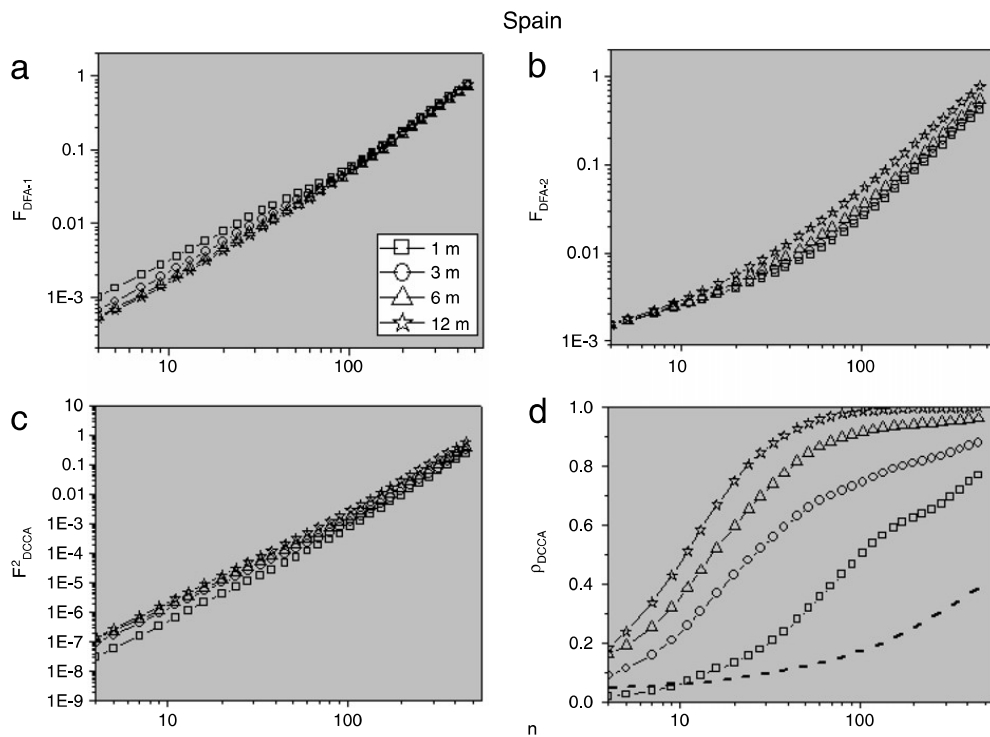 Spain
a
F_DFA-1
1
0.1
0.01
1E-3
10
100
1 m
3 m
6 m
12 m
b
F_DFA-2
1
0.1
0.01
1E-3
10
100
c
F²_DCCA
10
1
0.1
0.01
1E-3
1E-4
1E-5
1E-6
1E-7
1E-8
1E-9
10
100
d
ρ_DCCA
1.0
0.8
0.6
0.4
0.2
0.0
10
100
n